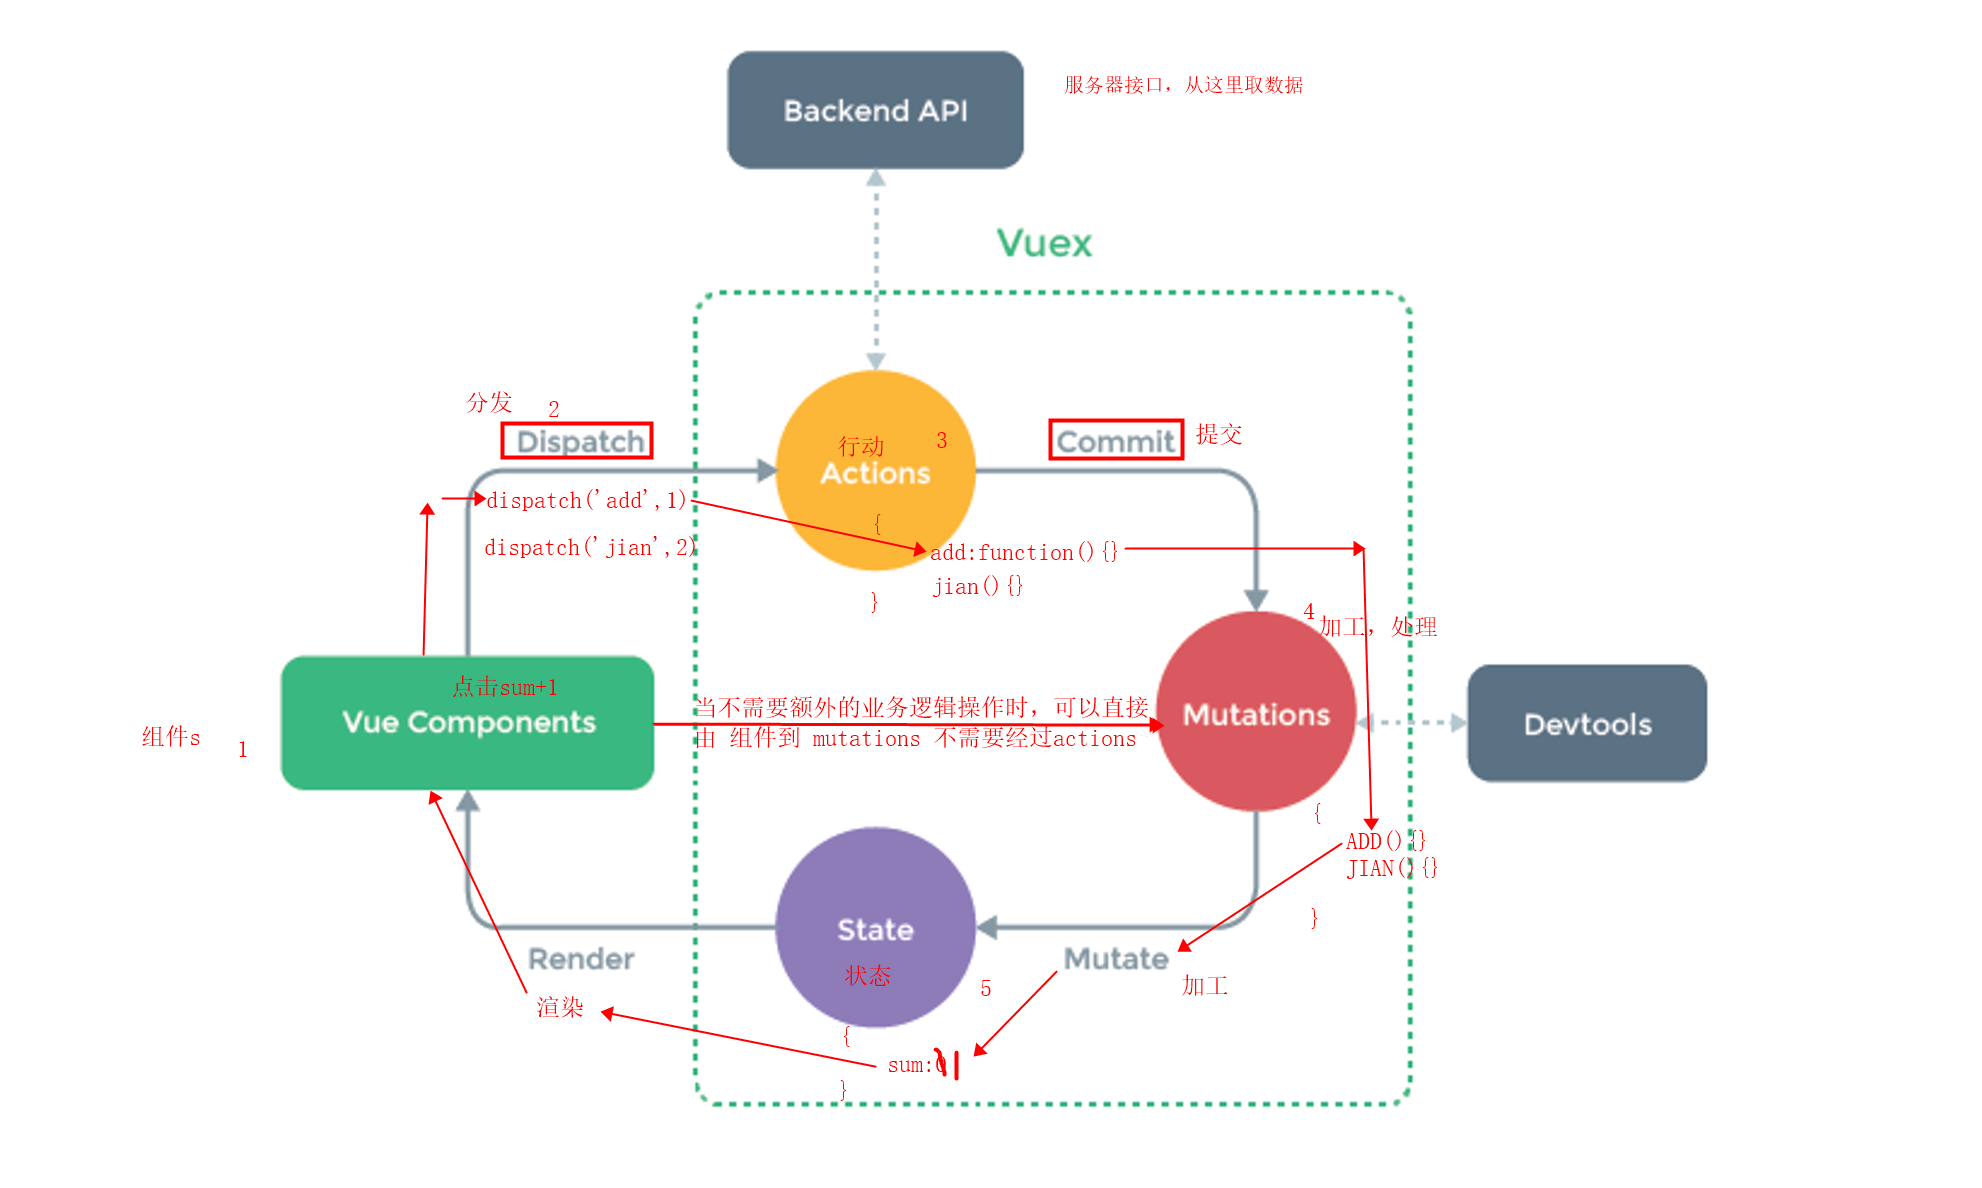 Backend API
服务器接口，从这里取数据
Vuex
分发
2
Dispatch
行动
3
Actions
Commit
提交
dispatch('add',1)
{
dispatch('jian',2)
add:function(){}
jian(){}
}
4
加工，处理
点击sum+1
Vue Components
组件s
1
当不需要额外的业务逻辑操作时，可以直接
由 组件到 mutations 不需要经过actions
Mutations
Devtools
{
ADD(){}
JIAN(){}
}
State
状态
5
Render
渲染
Mutate
加工
{
sum:0 1
}